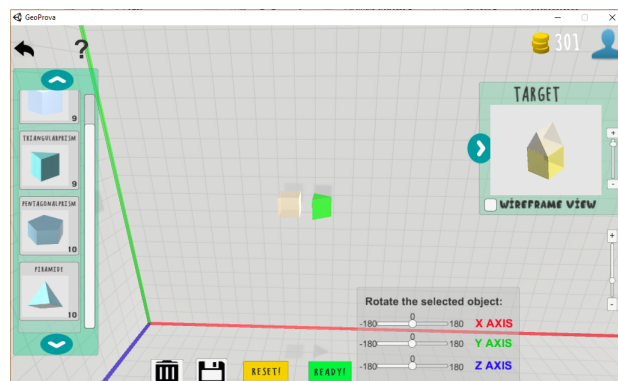 GeoProva
?
301
9
TRIANGULARPRISM
9
PENTAGONALPRISM
10
PIRAMIDE
10
TARGET
+
-
WIREFRAME VIEW
+
-
Rotate the selected object:
-180 0 180 X AXIS
-180 0 180 Y AXIS
-180 0 180 Z AXIS
RESET!
READY!